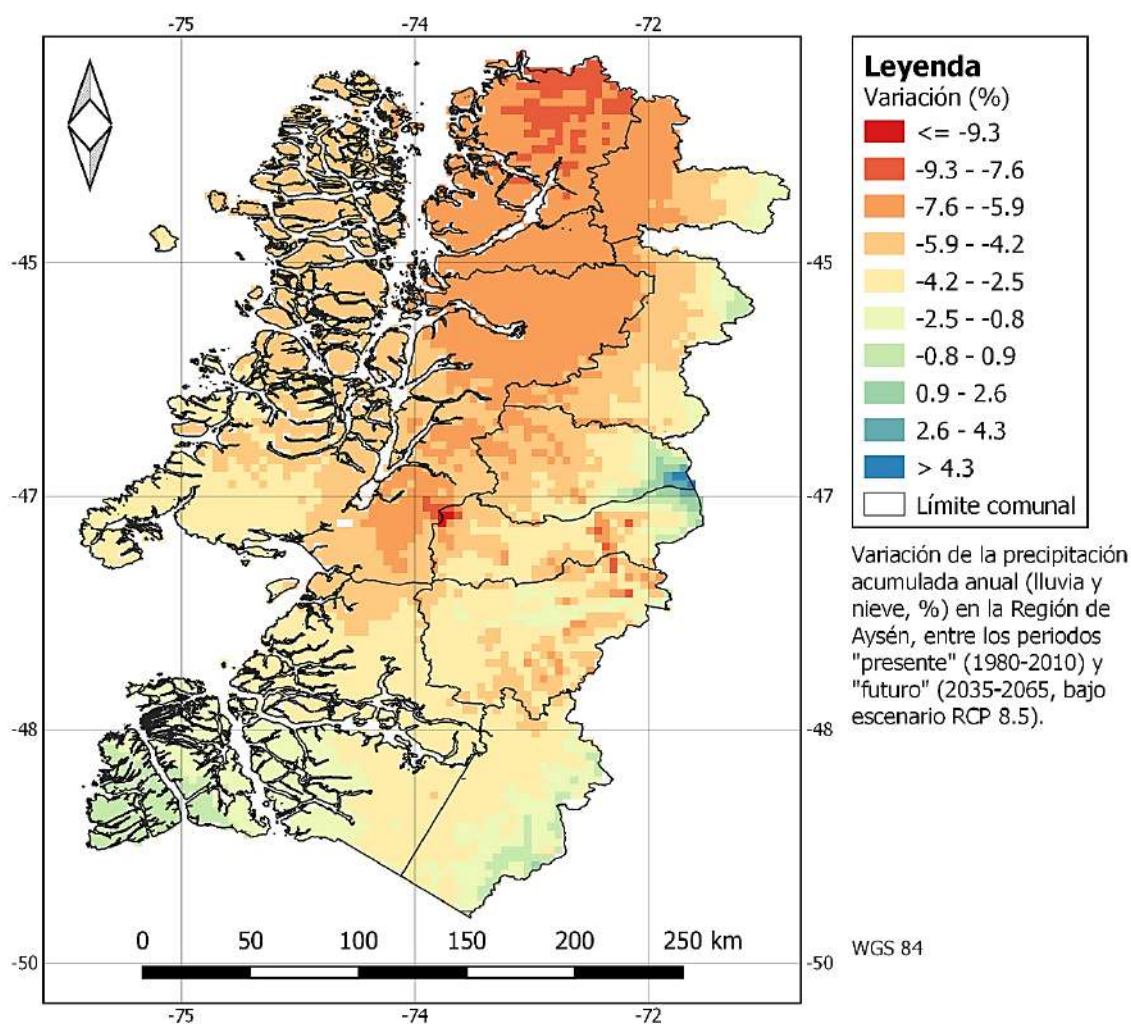 -75 -74 -72
-45
-47
-48
-50
-75 -74 -72
0 50 100 150 200 250 km
Leyenda
Variación (%)
<= -9.3
-9.3 - -7.6
-7.6 - -5.9
-5.9 - -4.2
-4.2 - -2.5
-2.5 - -0.8
-0.8 - 0.9
0.9 - 2.6
2.6 - 4.3
> 4.3
Límite comunal
Variación de la precipitación
acumulada anual (lluvia y
nieve, %) en la Región de
Aysén, entre los periodos
"presente" (1980-2010) y
"futuro" (2035-2065, bajo
escenario RCP 8.5).
WGS 84